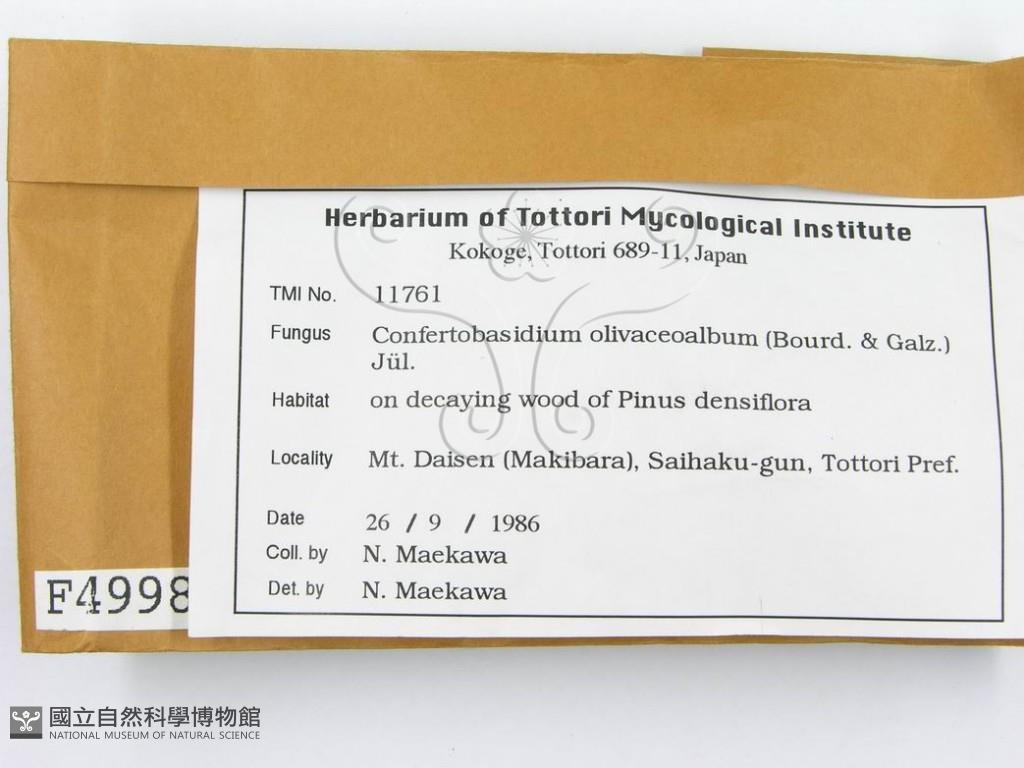 Herbarium of Tottori Mycological Institute
Kokoge, Tottori 689-11, Japan
TMI No. 11761
Fungus Confertobasidium olivaceoalbum (Bourd. & Galz.)
Jül.
Habitat on decaying wood of Pinus densiflora
Locality Mt. Daisen (Makibara), Saihaku-gun, Tottori Pref.
Date 26 / 9 / 1986
Coll. by N. Maekawa
Det. by N. Maekawa
F4998
國立自然科學博物館
NATIONAL MUSEUM OF NATURAL SCIENCE